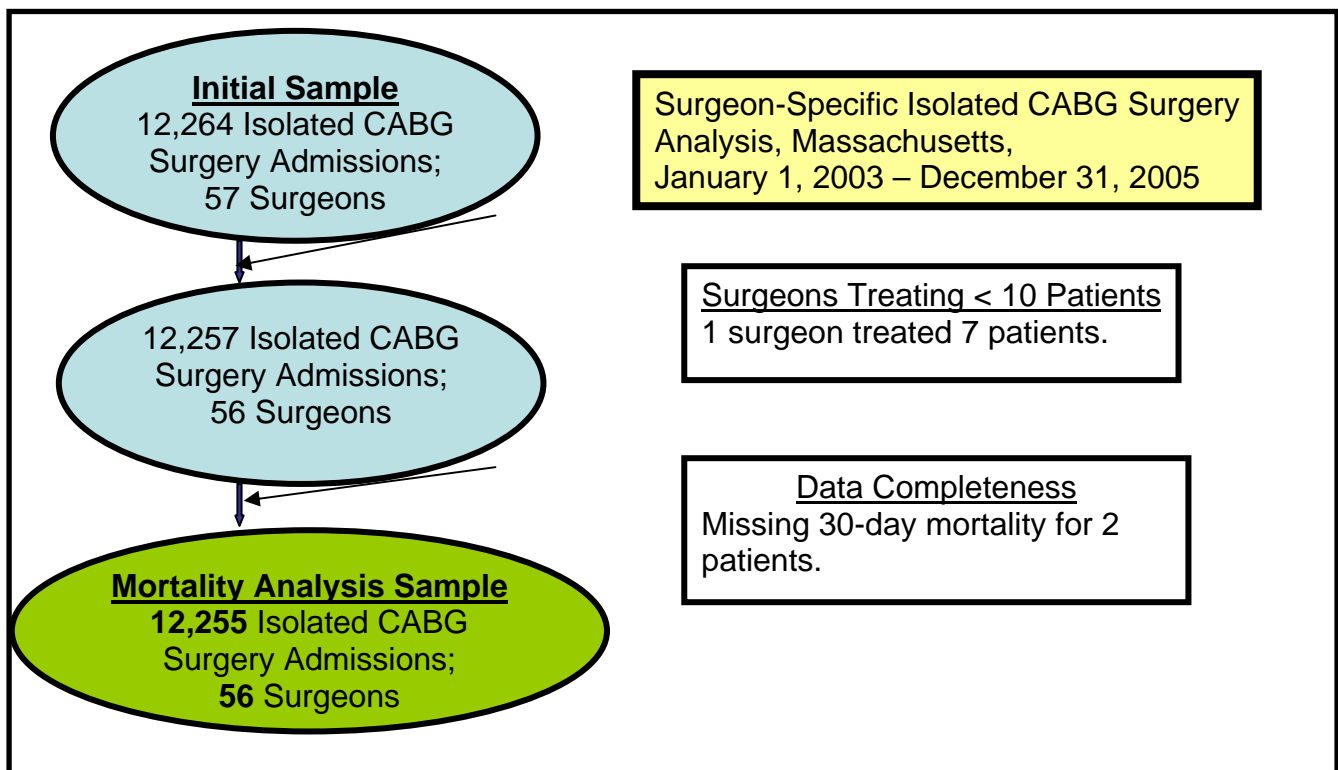 Initial Sample
12,264 Isolated CABG
Surgery Admissions;
57 Surgeons
Surgeon-Specific Isolated CABG Surgery
Analysis, Massachusetts,
January 1, 2003 – December 31, 2005
Surgeons Treating < 10 Patients
1 surgeon treated 7 patients.
12,257 Isolated CABG
Surgery Admissions;
56 Surgeons
Data Completeness
Missing 30-day mortality for 2
patients.
Mortality Analysis Sample
12,255 Isolated CABG
Surgery Admissions;
56 Surgeons